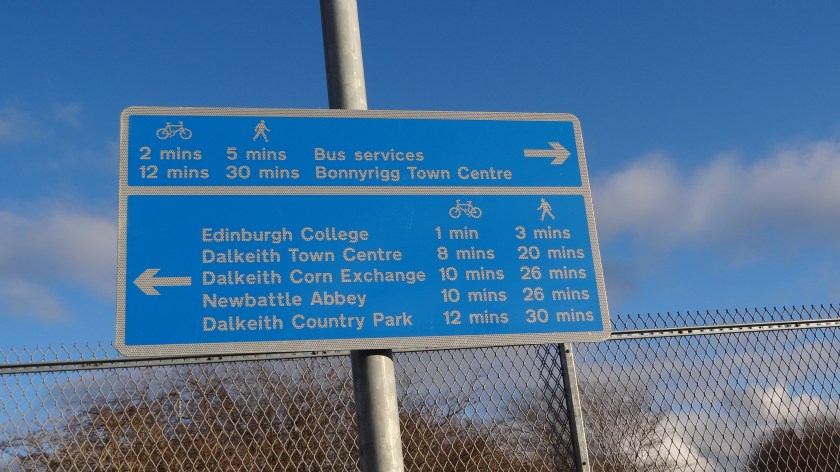 2 mins 5 mins Bus services
12 mins 30 mins Bonnyrigg Town Centre
Edinburgh College 1 min 3 mins
Dalkeith Town Centre 8 mins 20 mins
Dalkeith Corn Exchange 10 mins 26 mins
Newbattle Abbey 10 mins 26 mins
Dalkeith Country Park 12 mins 30 mins